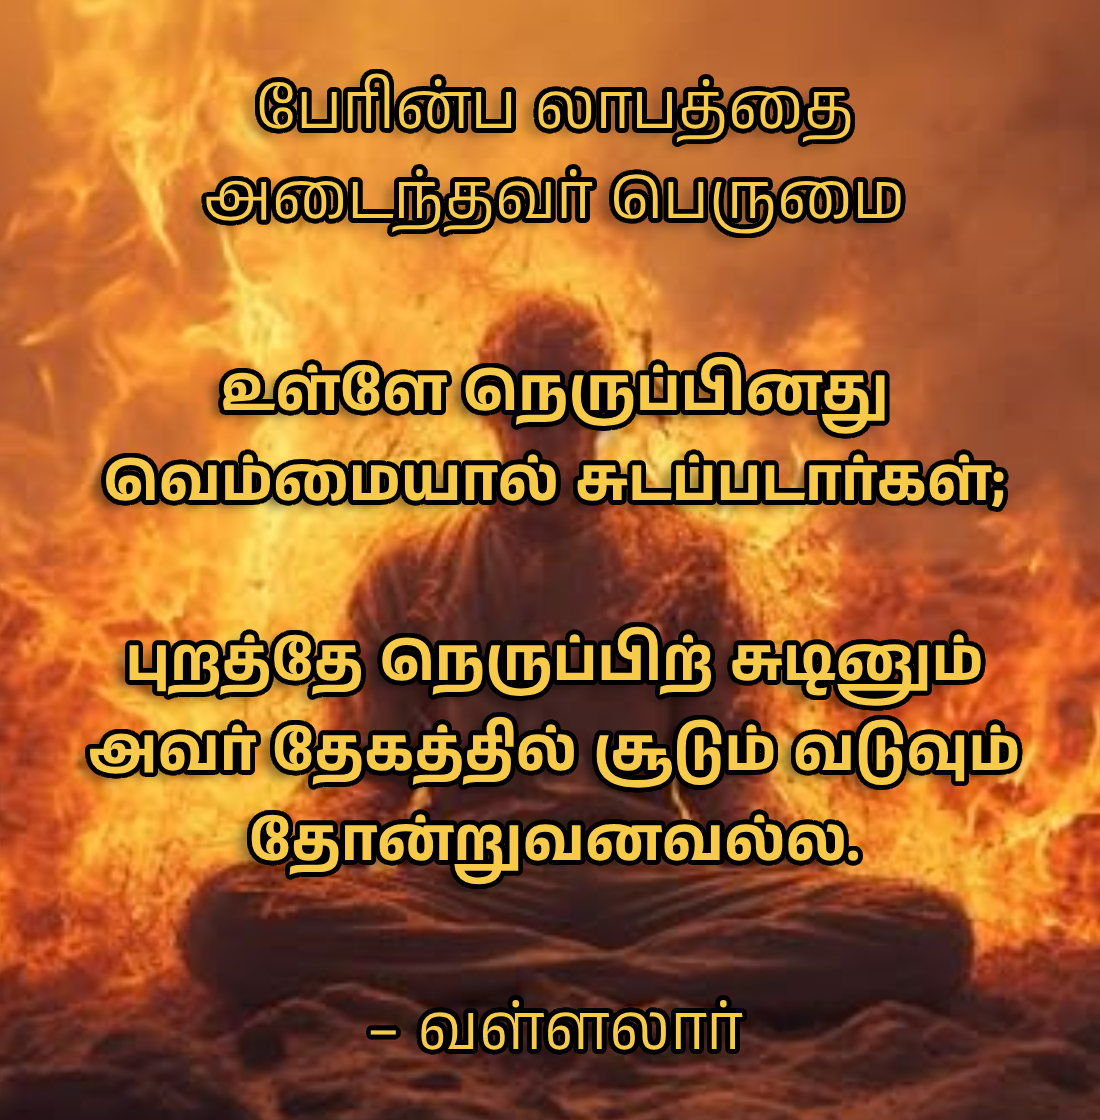 பேரின்ப லாபத்தை
அடைந்தவர் பெருமை
உள்ளே நெருப்பினது
வெம்மையால் சுடப்படார்கள்;
புறத்தே நெருப்பிற் சுடினும்
அவர் தேகத்தில் சூடும் வடுவும்
தோன்றுவனவல்ல.
– வள்ளலார்